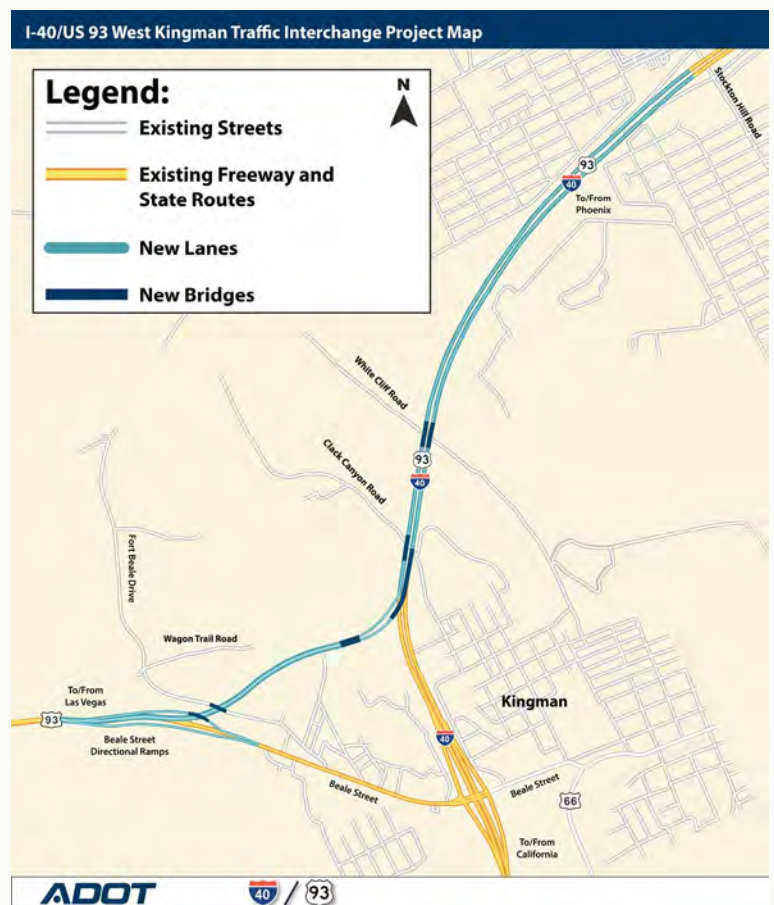 I-40/US 93 West Kingman Traffic Interchange Project Map
Legend:
N
Existing Streets
Existing Freeway and
State Routes
New Lanes
New Bridges
Stockton Hill Road
93
40
To/From
Phoenix
White Cliff Road
93
40
Clack Canyon Road
Fort Beale Drive
Wagon Trail Road
To/From
Las Vegas
93
Beale Street
Directional Ramps
Kingman
40
Beale Street
Beale Street
66
To/From
California
ADOT
40 / 93